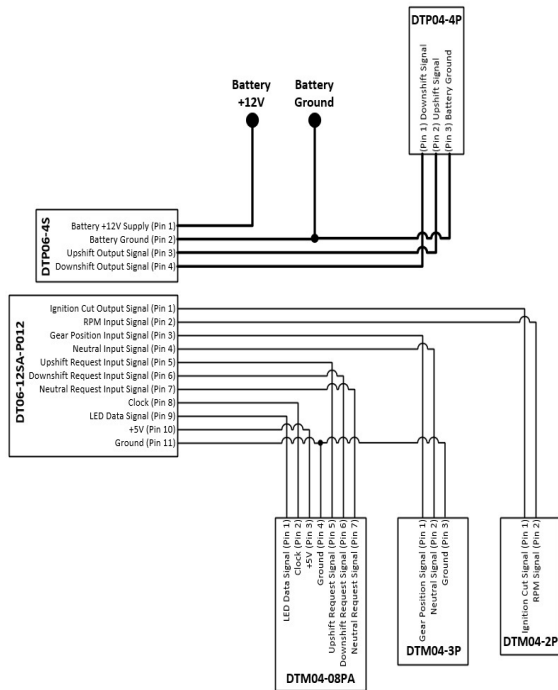 DTP04-4P
(Pin 1) Downshift Signal
(Pin 2) Upshift Signal
(Pin 3) Battery Ground
Battery
+12V
Battery
Ground
DTP06-4S
Battery +12V Supply (Pin 1)
Battery Ground (Pin 2)
Upshift Output Signal (Pin 3)
Downshift Output Signal (Pin 4)
DT06-12SA-P012
Ignition Cut Output Signal (Pin 1)
RPM Input Signal (Pin 2)
Gear Position Input Signal (Pin 3)
Neutral Input Signal (Pin 4)
Upshift Request Input Signal (Pin 5)
Downshift Request Input Signal (Pin 6)
Neutral Request Input Signal (Pin 7)
Clock (Pin 8)
LED Data Signal (Pin 9)
+5V (Pin 10)
Ground (Pin 11)
LED Data Signal (Pin 1)
Clock (Pin 2)
+5V (Pin 3)
Ground (Pin 4)
Upshift Request Signal (Pin 5)
Downshift Request Signal (Pin 6)
Neutral Request Signal (Pin 7)
DTM04-08PA
Gear Position Signal (Pin 1)
Neutral Signal (Pin 2)
Ground (Pin 3)
DTM04-3P
Ignition Cut Signal (Pin 1)
RPM Signal (Pin 2)
DTM04-2P